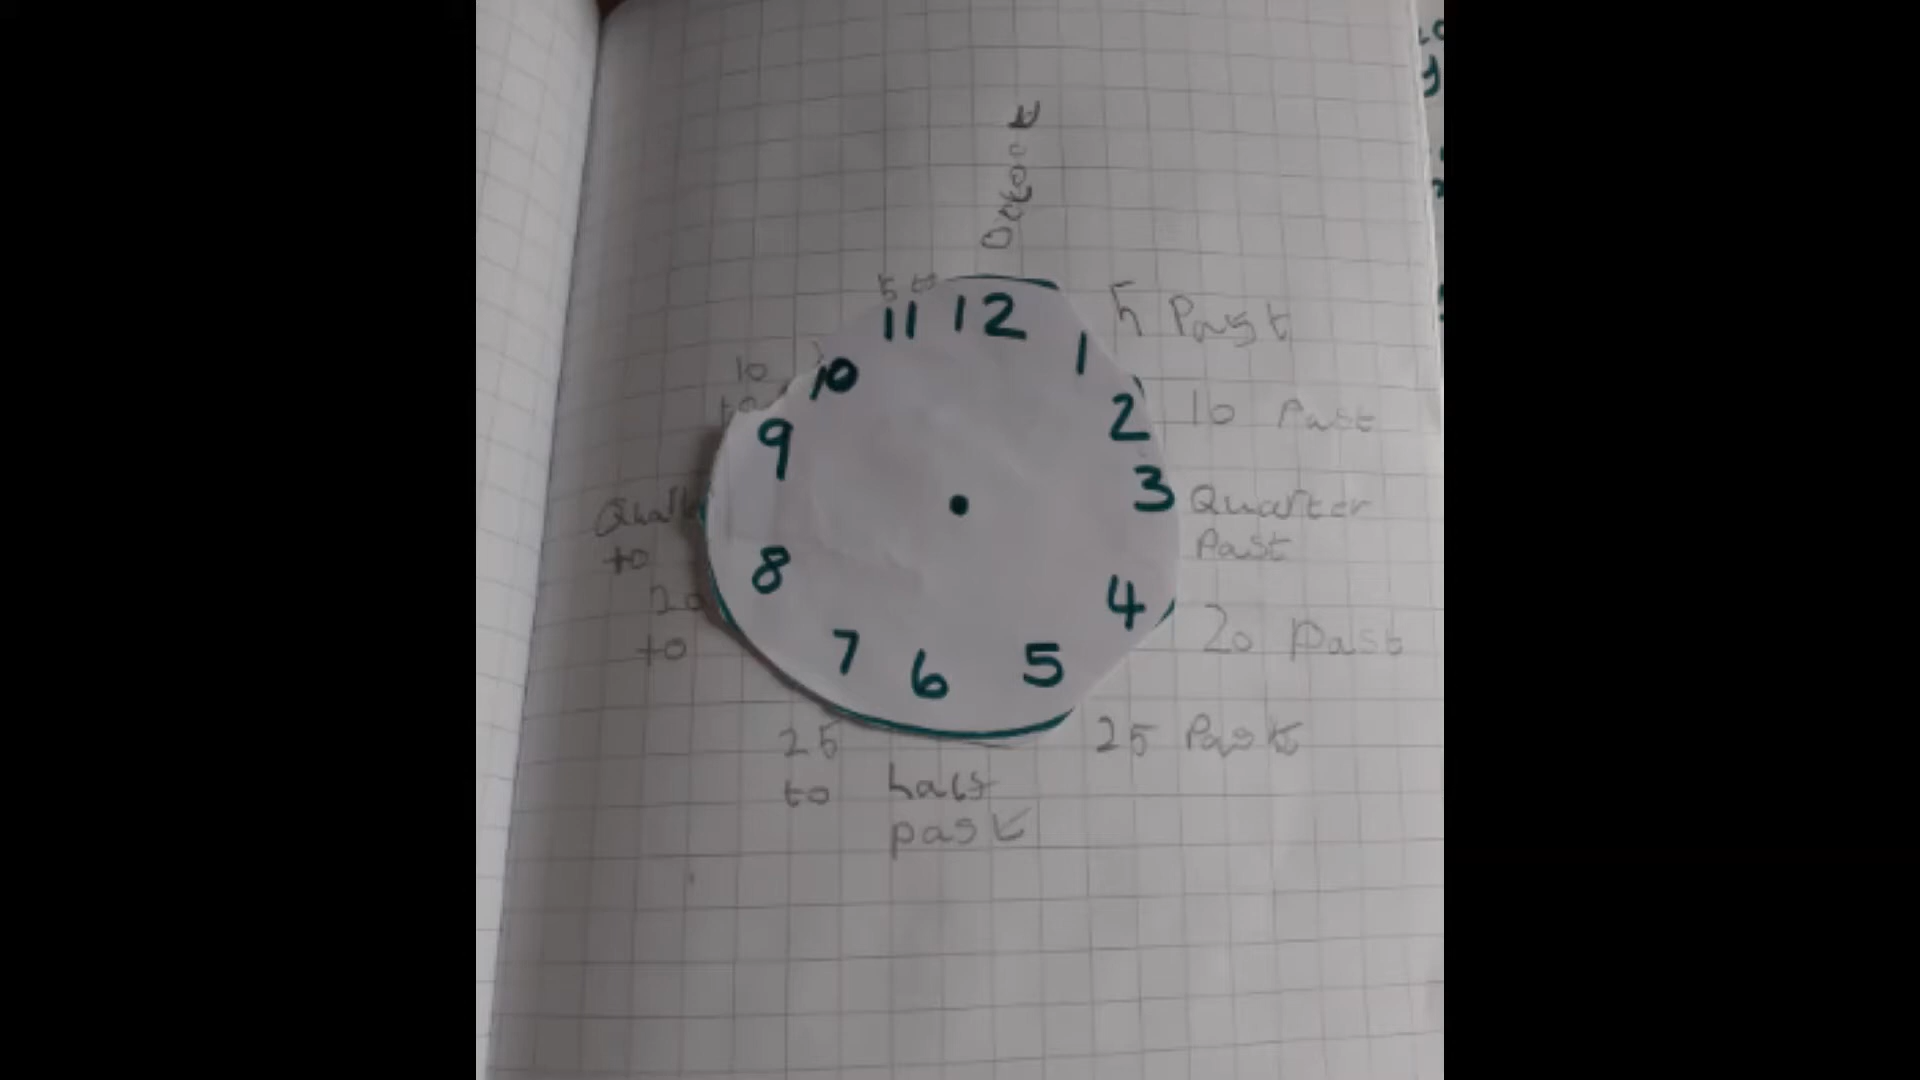 5 to
12
11
1
5 Past
10
to
10
2
10 Past
9
3
Quarter
Past
to
8
4
20
to
20 past
7
6
5
25
to
25 Past
half
past